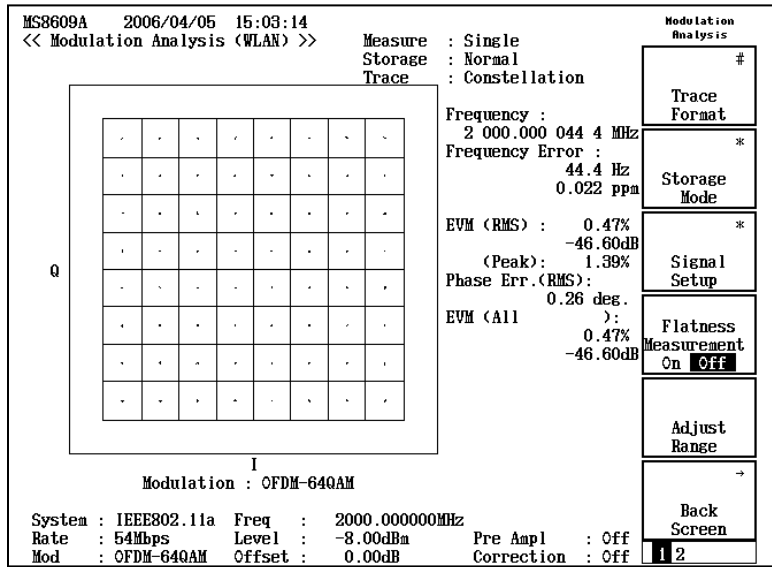 MS8609A 2006/04/05 15:03:14
<< Modulation Analysis (WLAN) >>
Measure : Single
Storage : Normal
Trace : Constellation
Frequency :
2 000.000 044 4 MHz
Frequency Error :
44.4 Hz
0.022 ppm
EVM (RMS) : 0.47%
-46.60dB
(Peak): 1.39%
Phase Err.(RMS):
0.26 deg.
EVM (All ):
0.47%
-46.60dB
Q
I
Modulation : OFDM-64QAM
System : IEEE802.11a Freq : 2000.000000MHz
Rate : 54Mbps Level : -8.00dBm Pre Ampl : Off
Mod : OFDM-64QAM Offset : 0.00dB Correction : Off
Modulation
Analysis
#
Trace
Format
*
Storage
Mode
*
Signal
Setup
Flatness
Measurement
On Off
Adjust
Range
→
Back
Screen
1 2